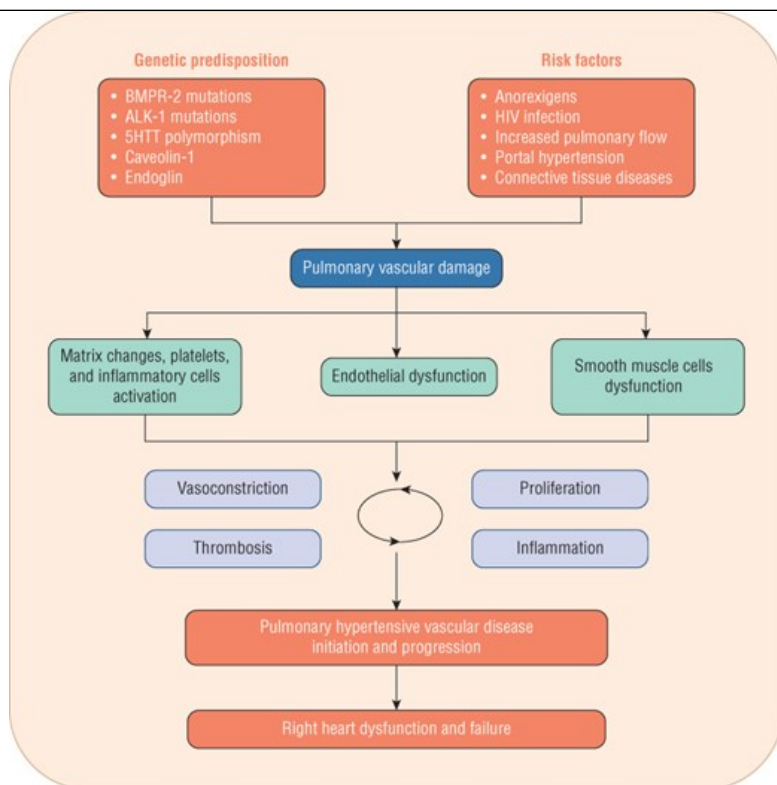 Genetic predisposition
• BMPR-2 mutations
• ALK-1 mutations
• 5HTT polymorphism
• Caveolin-1
• Endoglin
Risk factors
• Anorexigens
• HIV infection
• Increased pulmonary flow
• Portal hypertension
• Connective tissue diseases
Pulmonary vascular damage
Matrix changes, platelets,
and inflammatory cells
activation
Endothelial dysfunction
Smooth muscle cells
dysfunction
Vasoconstriction
Proliferation
Thrombosis
Inflammation
Pulmonary hypertensive vascular disease
initiation and progression
Right heart dysfunction and failure